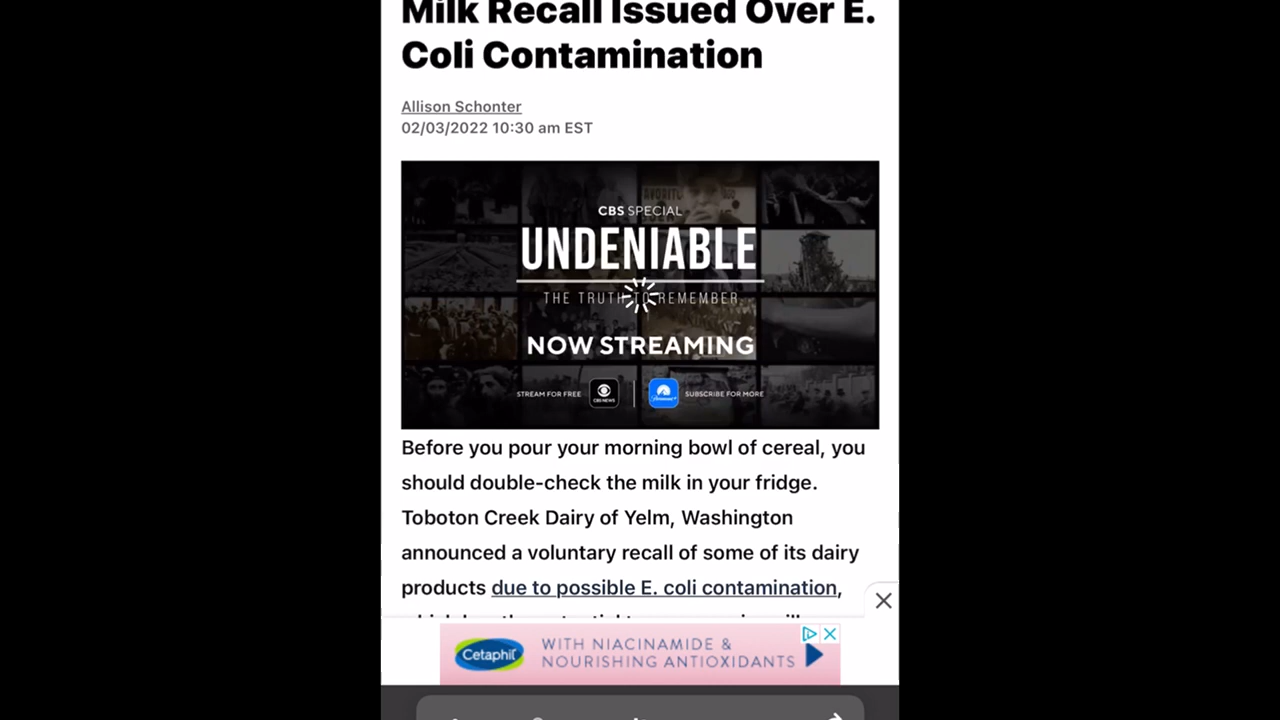 Milk Recall Issued Over E.
Coli Contamination
Allison Schonter
02/03/2022 10:30 am EST
CBS SPECIAL
UNDENIABLE
THE TRUTH TO REMEMBER
NOW STREAMING
STREAM FOR FREE
CBS NEWS
Paramount+
SUBSCRIBE FOR MORE
Before you pour your morning bowl of cereal, you
should double-check the milk in your fridge.
Toboton Creek Dairy of Yelm, Washington
announced a voluntary recall of some of its dairy
products due to possible E. coli contamination,
Cetaphil
WITH NIACINAMIDE &
NOURISHING ANTIOXIDANTS